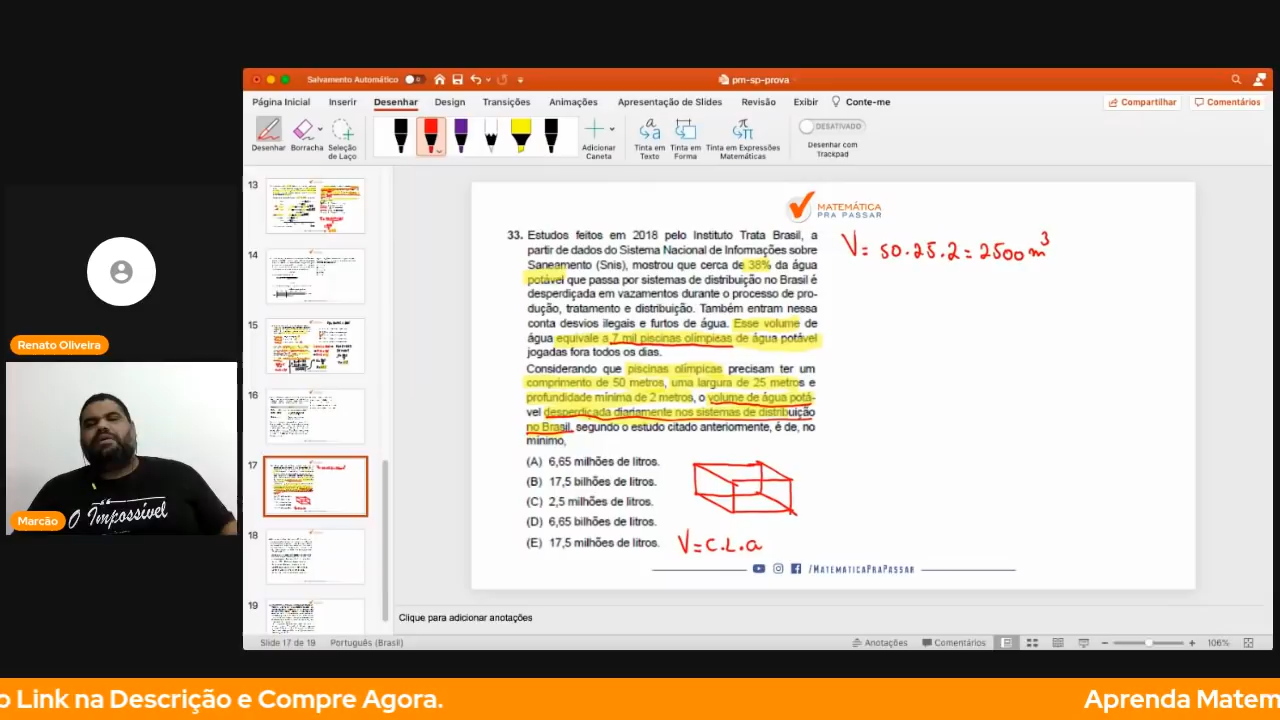 Salvamento Automático
pm-sp-prova
Página Inicial Inserir Desenhar Design Transições Animações Apresentação de Slides Revisão Exibir Conte-me
Compartilhar Comentários
Desenhar
Borracha
Seleção de Laço
Adicionar Caneta
Tinta em Texto
Tinta em Forma
Tinta em Expressões Matemáticas
DESATIVADO
Desenhar com Trackpad
13
14
15
16
17
18
19
MATEMÁTICA
PRA PASSAR
33. Estudos feitos em 2018 pelo Instituto Trata Brasil, a
partir de dados do Sistema Nacional de Informações sobre
Saneamento (Snis), mostrou que cerca de 38% da água
potável que passa por sistemas de distribuição no Brasil é
desperdiçada em vazamentos durante o processo de pro-
dução, tratamento e distribuição. Também entram nessa
conta desvios ilegais e furtos de água. Esse volume de
água equivale a 7 mil piscinas olímpicas de água potável
jogadas fora todos os dias.
Considerando que piscinas olímpicas precisam ter um
comprimento de 50 metros, uma largura de 25 metros e
profundidade mínima de 2 metros, o volume de água potá-
vel desperdiçada diariamente nos sistemas de distribuição
no Brasil, segundo o estudo citado anteriormente, é de, no
mínimo,
(A) 6,65 milhões de litros.
(B) 17,5 bilhões de litros.
(C) 2,5 milhões de litros.
(D) 6,65 bilhões de litros.
(E) 17,5 milhões de litros.
V = 50.25.2 = 2500 m³
V = C.L.a
/MATEMATICAPRAPASSAR
Clique para adicionar anotações
Slide 17 de 19 Português (Brasil)
Anotações Comentários
106%
Renato Oliveira
O Impossível
Marcão
o Link na Descrição e Compre Agora.
Aprenda Matem